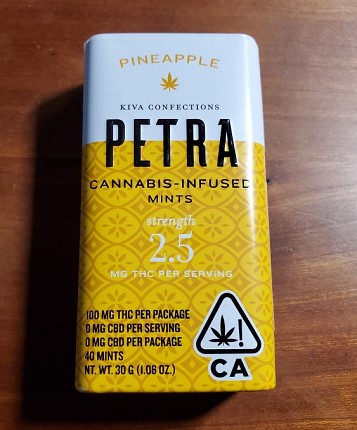 PINEAPPLE
KIVA CONFECTIONS
PETRA
CANNABIS-INFUSED
MINTS
strength
2.5
MG THC PER SERVING
100 MG THC PER PACKAGE
0 MG CBD PER SERVING
0 MG CBD PER PACKAGE
40 MINTS
NT. WT. 30 G (1.06 OZ.)
!
CA